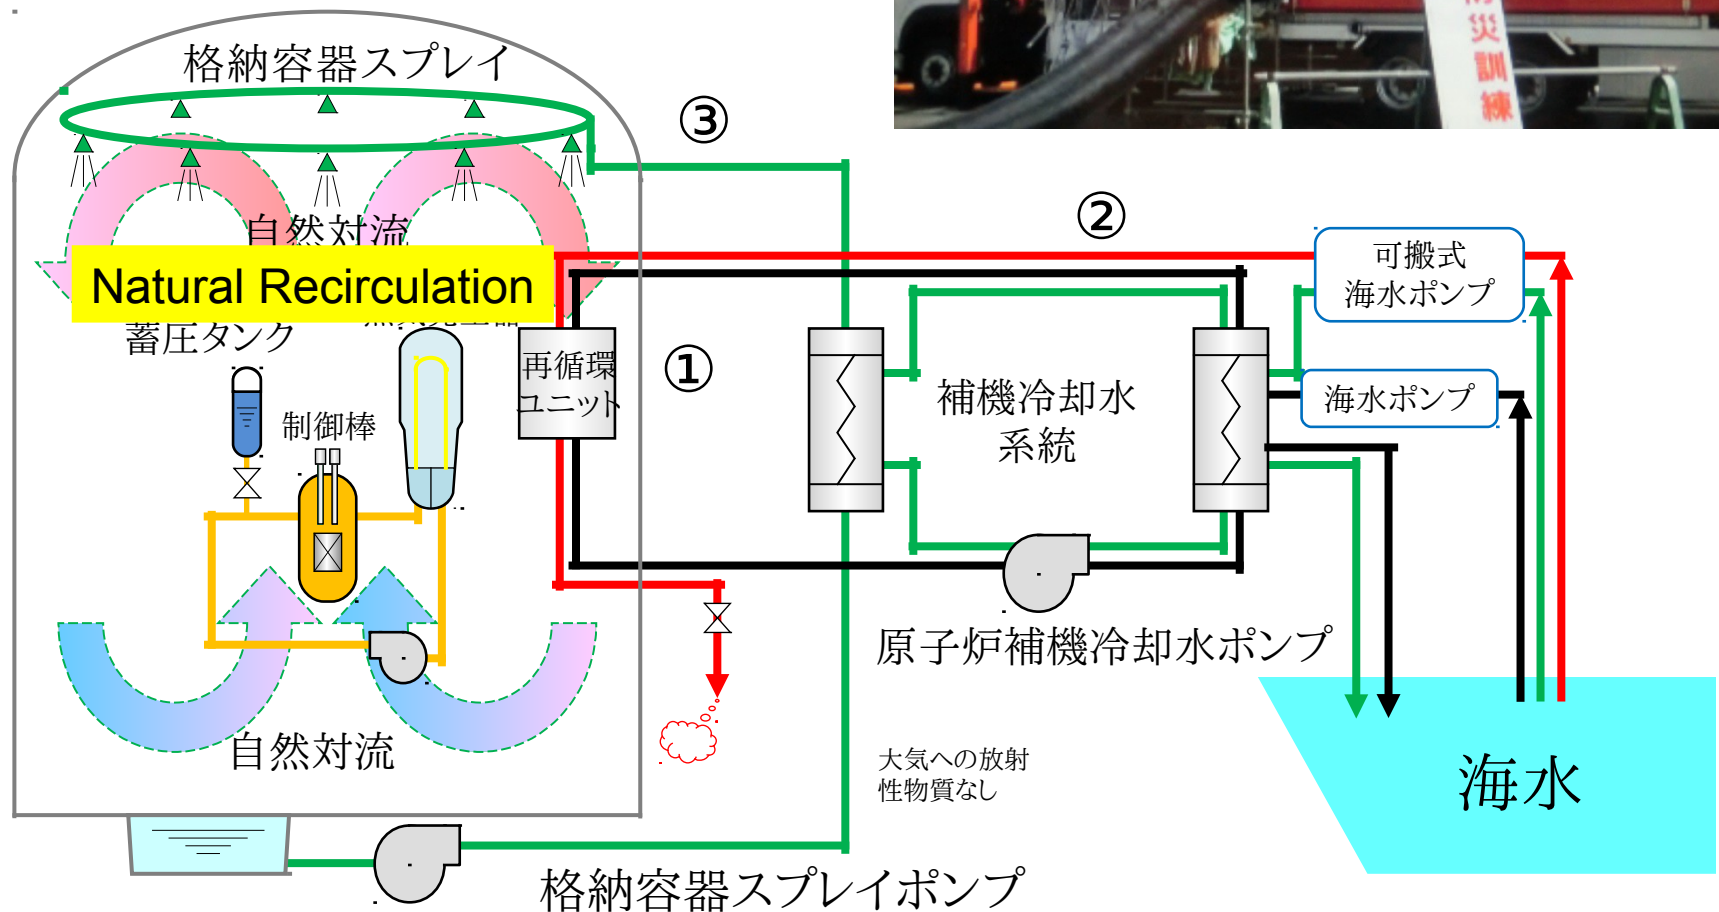 災
訓
練
格納容器スプレイ
③
②
自然対流
可搬式
海水ポンプ
Natural Recirculation
蓄圧タンク
再循環
ユニット
①
補機冷却水
系統
海水ポンプ
制御棒
原子炉補機冷却水ポンプ
自然対流
大気への放射
性物質なし
海水
格納容器スプレイポンプ